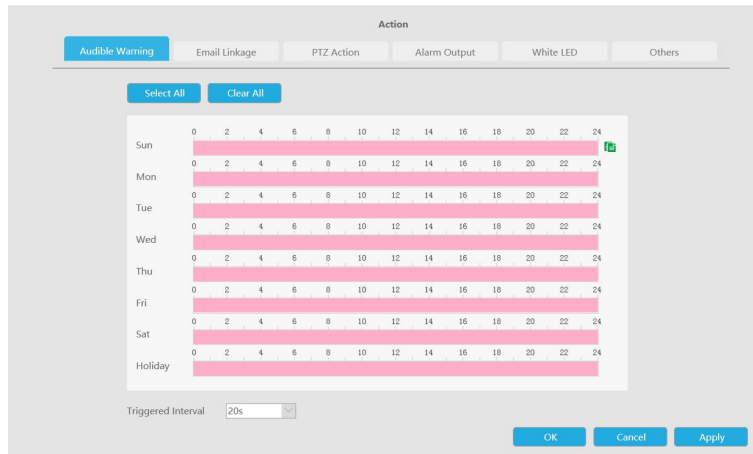 Action
Audible Warning Email Linkage PTZ Action Alarm Output White LED Others
Select All Clear All
0 2 4 6 8 10 12 14 16 18 20 22 24
Sun
0 2 4 6 8 10 12 14 16 18 20 22 24
Mon
0 2 4 6 8 10 12 14 16 18 20 22 24
Tue
0 2 4 6 8 10 12 14 16 18 20 22 24
Wed
0 2 4 6 8 10 12 14 16 18 20 22 24
Thu
0 2 4 6 8 10 12 14 16 18 20 22 24
Fri
0 2 4 6 8 10 12 14 16 18 20 22 24
Sat
0 2 4 6 8 10 12 14 16 18 20 22 24
Holiday
Triggered Interval 20s
OK Cancel Apply